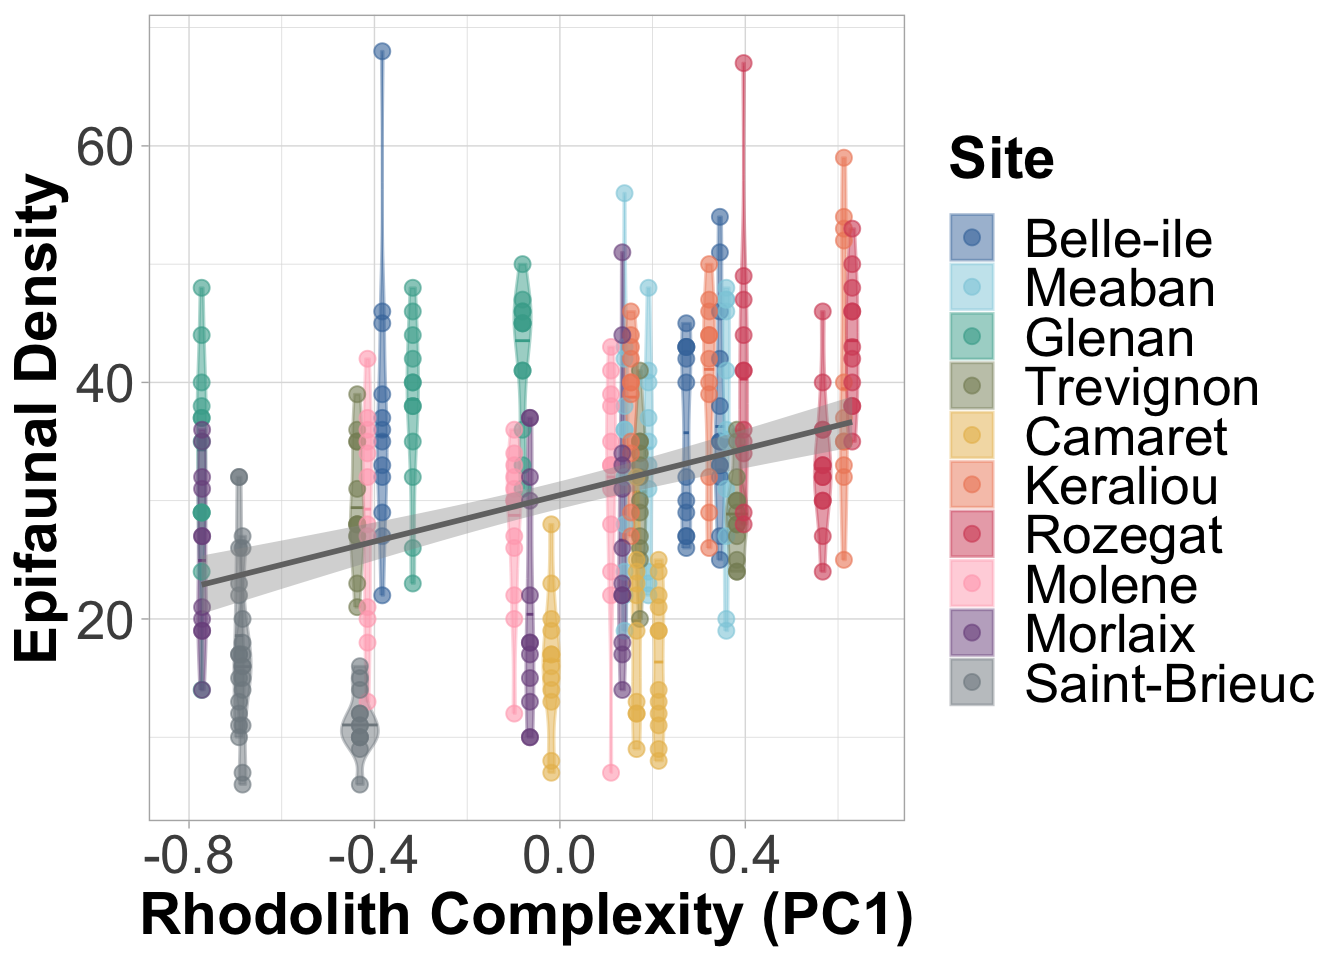 Epifaunal Density
60
40
20
-0.8 -0.4 0.0 0.4
Rhodolith Complexity (PC1)
Site
Belle-ile
Meaban
Glenan
Trevignon
Camaret
Keraliou
Rozegat
Molene
Morlaix
Saint-Brieuc